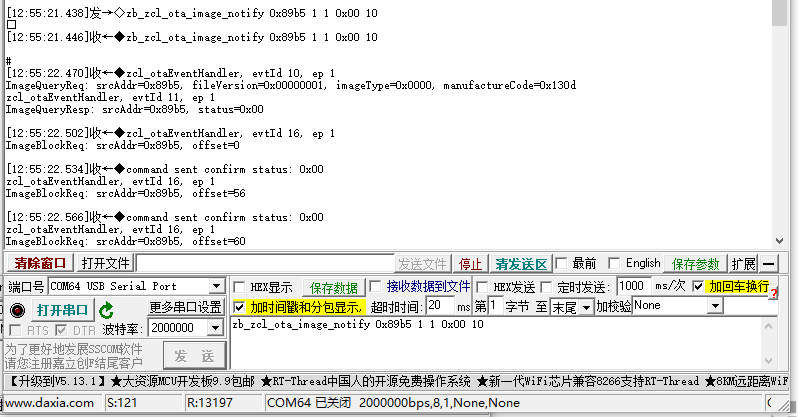 [12:55:21.438]发→◇zb_zcl_ota_image_notify 0x89b5 1 1 0x00 10
□
[12:55:21.446]收←◆zb_zcl_ota_image_notify 0x89b5 1 1 0x00 10
#
[12:55:22.470]收←◆zcl_otaEventHandler, evtId 10, ep 1
ImageQueryReq: srcAddr=0x89b5, fileVersion=0x00000001, imageType=0x0000, manufactureCode=0x130d
zcl_otaEventHandler, evtId 11, ep 1
ImageQueryResp: srcAddr=0x89b5, status=0x00
[12:55:22.502]收←◆zcl_otaEventHandler, evtId 16, ep 1
ImageBlockReq: srcAddr=0x89b5, offset=0
[12:55:22.534]收←◆command sent confirm status: 0x00
zcl_otaEventHandler, evtId 16, ep 1
ImageBlockReq: srcAddr=0x89b5, offset=56
[12:55:22.566]收←◆command sent confirm status: 0x00
zcl_otaEventHandler, evtId 16, ep 1
ImageBlockReq: srcAddr=0x89b5, offset=60
清除窗口 打开文件 发送文件 停止 清发送区 最前 English 保存参数 扩展 —
端口号 COM64 USB Serial Port HEX显示 保存数据 接收数据到文件 HEX发送 定时发送: 1000 ms/次 加回车换行
打开串口 更多串口设置 加时间戳和分包显示, 超时时间: 20 ms 第 1 字节 至 末尾 加校验 None
RTS DTR 波特率: 2000000 zb_zcl_ota_image_notify 0x89b5 1 1 0x00 10
为了更好地发展SSCOM软件
请您注册嘉立创F结尾客户
发 送
【升级到V5.13.1】★大资源MCU开发板9.9包邮 ★RT-Thread中国人的开源免费操作系统 ★新一代WiFi芯片兼容8266支持RT-Thread ★8KM远距离WiF
www.daxia.com S:121 R:13197 COM64 已关闭 2000000bps,8,1,None,None